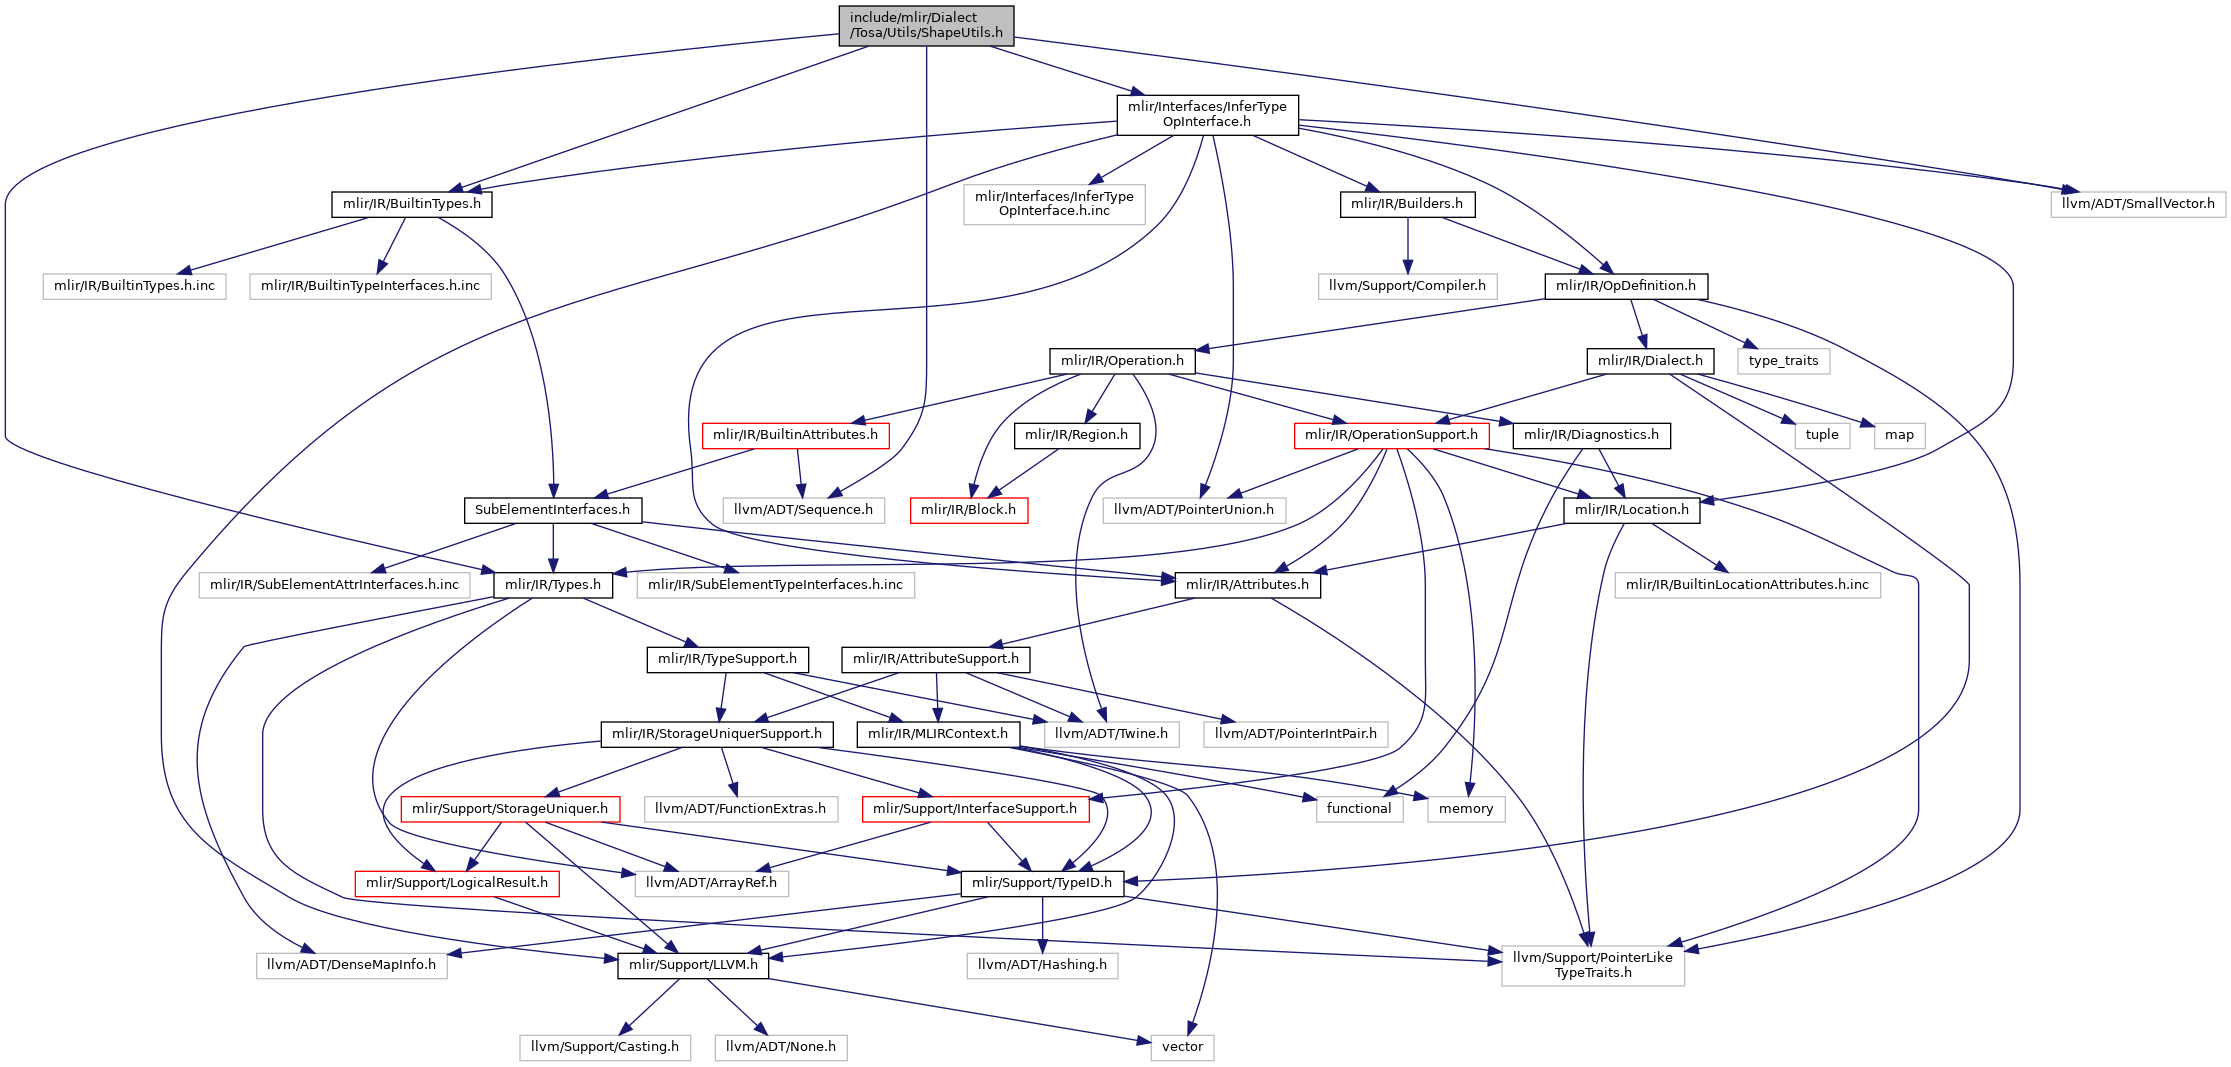 include/mlir/Dialect
/Tosa/Utils/ShapeUtils.h
mlir/Interfaces/InferType
OpInterface.h
mlir/IR/BuiltinTypes.h
mlir/Interfaces/InferType
OpInterface.h.inc
mlir/IR/Builders.h
llvm/ADT/SmallVector.h
mlir/IR/BuiltinTypes.h.inc
mlir/IR/BuiltinTypeInterfaces.h.inc
llvm/Support/Compiler.h
mlir/IR/OpDefinition.h
mlir/IR/Operation.h
mlir/IR/Dialect.h
type_traits
mlir/IR/BuiltinAttributes.h
mlir/IR/Region.h
mlir/IR/OperationSupport.h
mlir/IR/Diagnostics.h
tuple
map
SubElementInterfaces.h
llvm/ADT/Sequence.h
mlir/IR/Block.h
llvm/ADT/PointerUnion.h
mlir/IR/Location.h
mlir/IR/SubElementAttrInterfaces.h.inc
mlir/IR/Types.h
mlir/IR/SubElementTypeInterfaces.h.inc
mlir/IR/Attributes.h
mlir/IR/BuiltinLocationAttributes.h.inc
mlir/IR/TypeSupport.h
mlir/IR/AttributeSupport.h
mlir/IR/StorageUniquerSupport.h
mlir/IR/MLIRContext.h
llvm/ADT/Twine.h
llvm/ADT/PointerIntPair.h
mlir/Support/StorageUniquer.h
llvm/ADT/FunctionExtras.h
mlir/Support/InterfaceSupport.h
functional
memory
mlir/Support/LogicalResult.h
llvm/ADT/ArrayRef.h
mlir/Support/TypeID.h
llvm/ADT/DenseMapInfo.h
mlir/Support/LLVM.h
llvm/ADT/Hashing.h
llvm/Support/PointerLike
TypeTraits.h
llvm/Support/Casting.h
llvm/ADT/None.h
vector